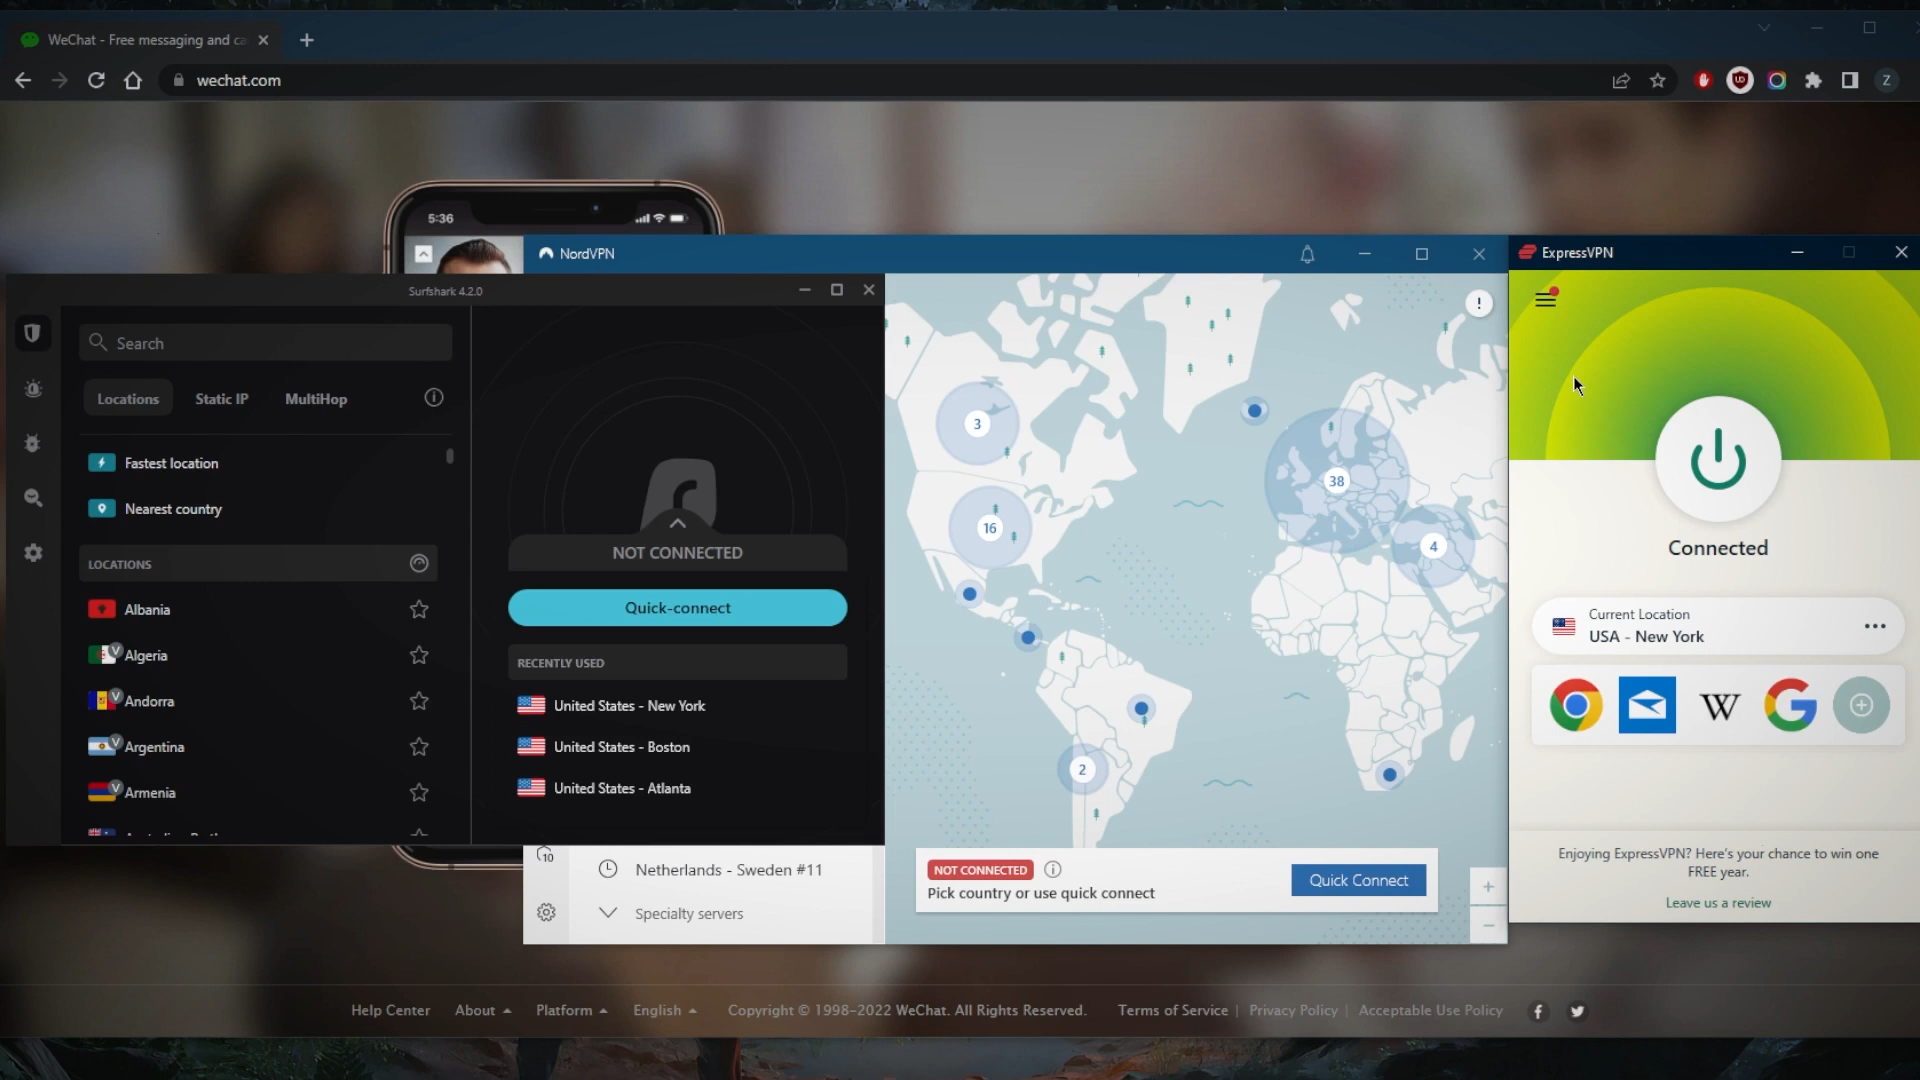 WeChat - Free messaging and ca
wechat.com
Z
5:36
NordVPN
ExpressVPN
Surfshark 4.2.0
Search
Locations
Static IP
MultiHop
Fastest location
Nearest country
LOCATIONS
Albania
Algeria
Andorra
Argentina
Armenia
NOT CONNECTED
Quick-connect
RECENTLY USED
United States - New York
United States - Boston
United States - Atlanta
3
16
38
4
2
!
10
Netherlands - Sweden #11
Specialty servers
NOT CONNECTED
Pick country or use quick connect
Quick Connect
+
−
Connected
Current Location
USA - New York
W
G
Enjoying ExpressVPN? Here's your chance to win one
FREE year.
Leave us a review
Help Center About Platform English Copyright © 1998-2022 WeChat. All Rights Reserved. Terms of Service | Privacy Policy | Acceptable Use Policy